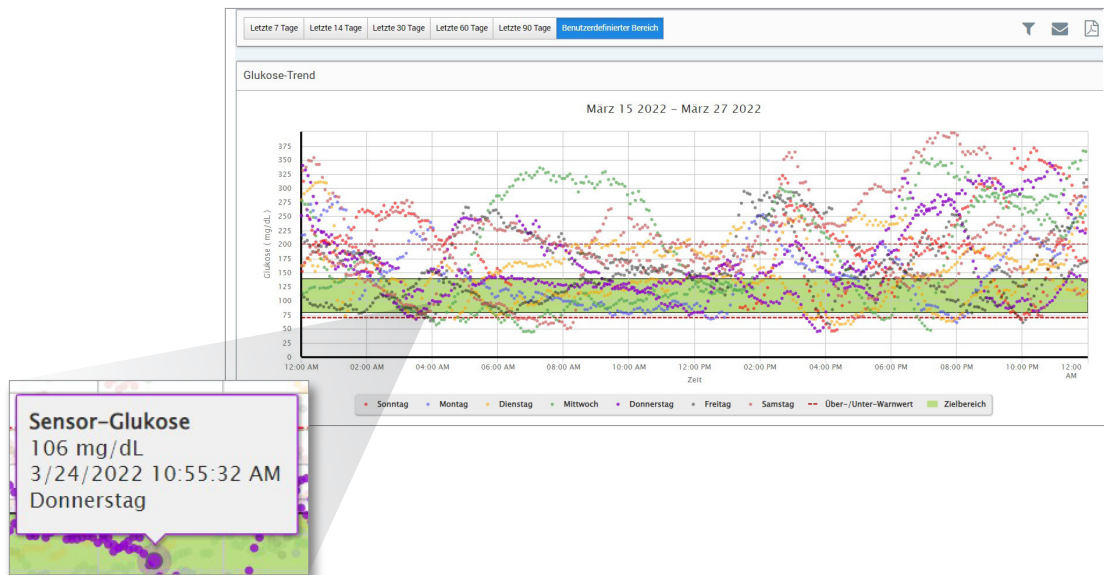 Letzte 7 Tage Letzte 14 Tage Letzte 30 Tage Letzte 60 Tage Letzte 90 Tage Benutzerdefinierter Bereich
Glukose-Trend
März 15 2022 – März 27 2022
Glukose ( mg/dL )
375
350
325
300
275
250
225
200
175
150
125
100
75
50
25
0
12:00 AM 02:00 AM 04:00 AM 06:00 AM 08:00 AM 10:00 AM 12:00 PM 02:00 PM 04:00 PM 06:00 PM 08:00 PM 10:00 PM 12:00 AM
Zeit
Sonntag Montag Dienstag Mittwoch Donnerstag Freitag Samstag Über-/Unter-Warnwert Zielbereich
Sensor-Glukose
106 mg/dL
3/24/2022 10:55:32 AM
Donnerstag